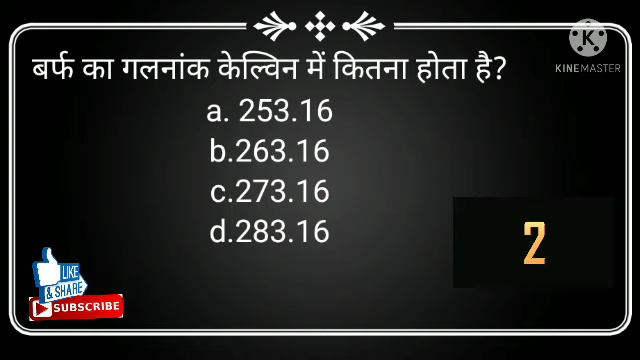 बर्फ का गलनांक केल्विन में कितना होता है?
a. 253.16
b.263.16
c.273.16
d.283.16
K
KINEMASTER
2
LIKE
& SHARE
SUBSCRIBE